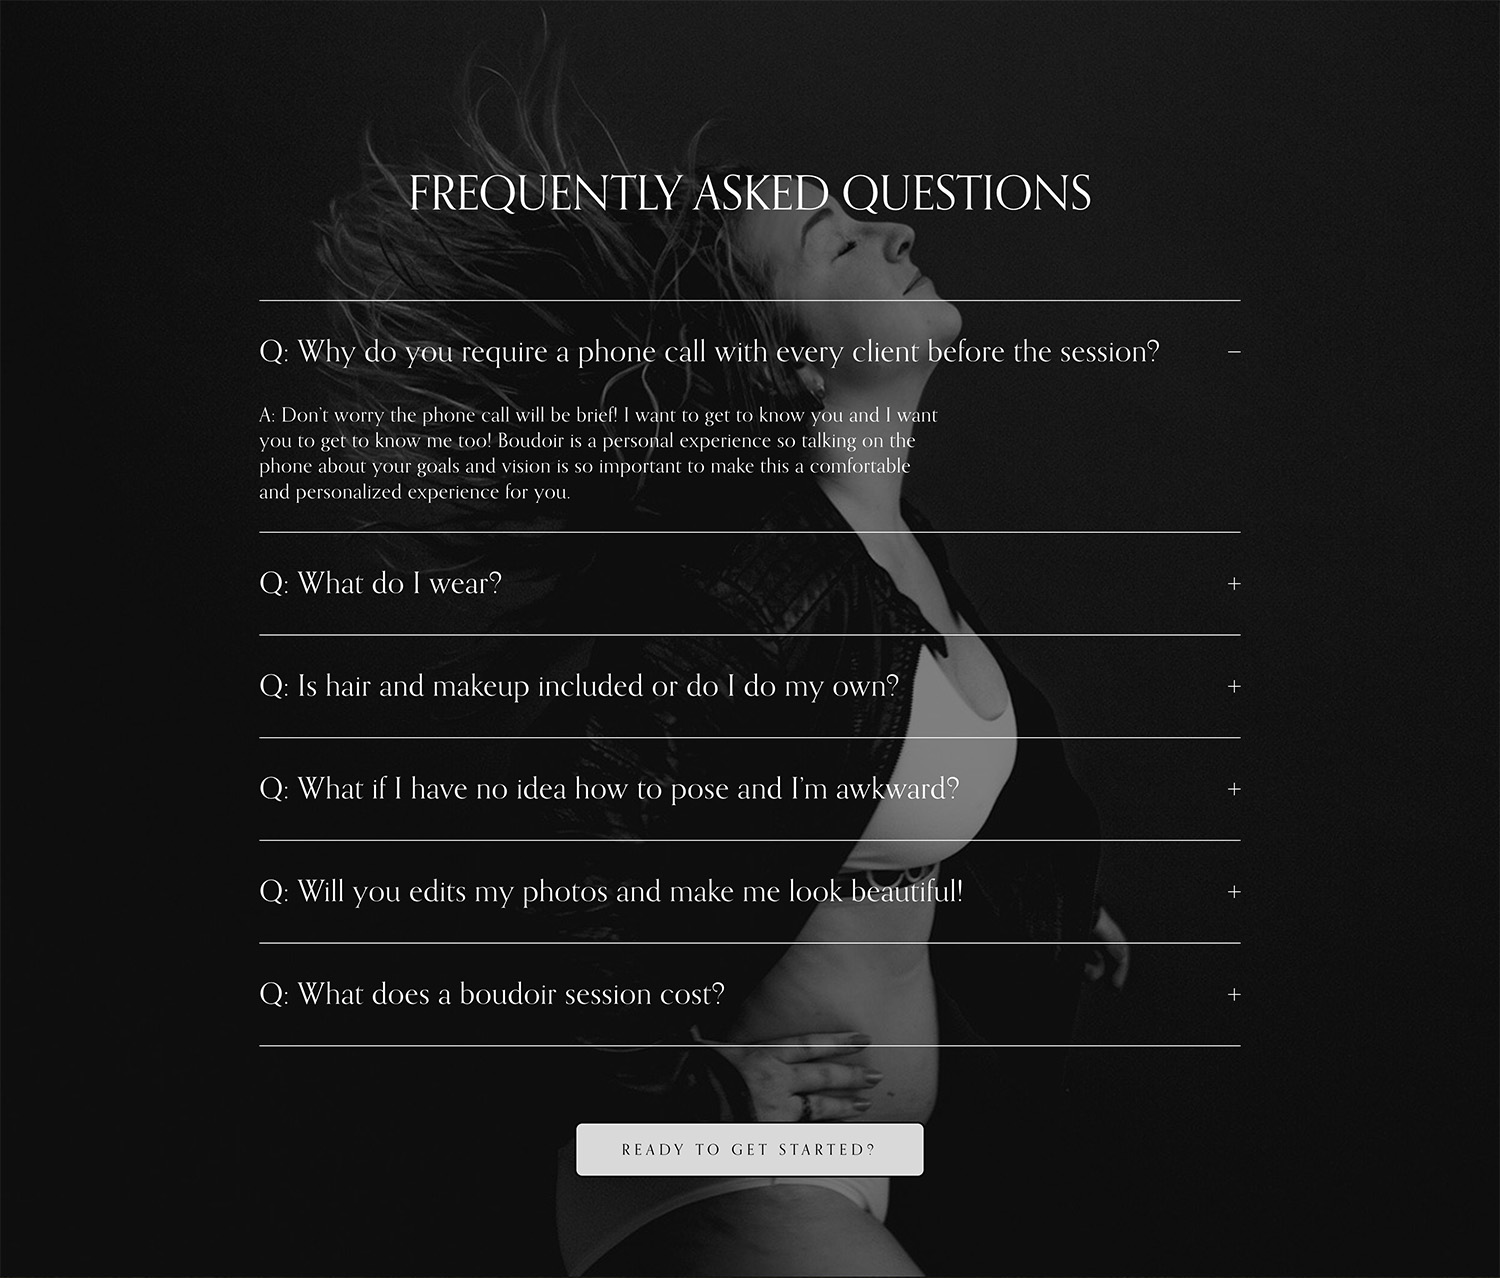 FREQUENTLY ASKED QUESTIONS
Q: Why do you require a phone call with every client before the session? –
A: Don't worry the phone call will be brief! I want to get to know you and I want
you to get to know me too! Boudoir is a personal experience so talking on the
phone about your goals and vision is so important to make this a comfortable
and personalized experience for you.
Q: What do I wear? +
Q: Is hair and makeup included or do I do my own? +
Q: What if I have no idea how to pose and I'm awkward? +
Q: Will you edits my photos and make me look beautiful! +
Q: What does a boudoir session cost? +
READY TO GET STARTED?